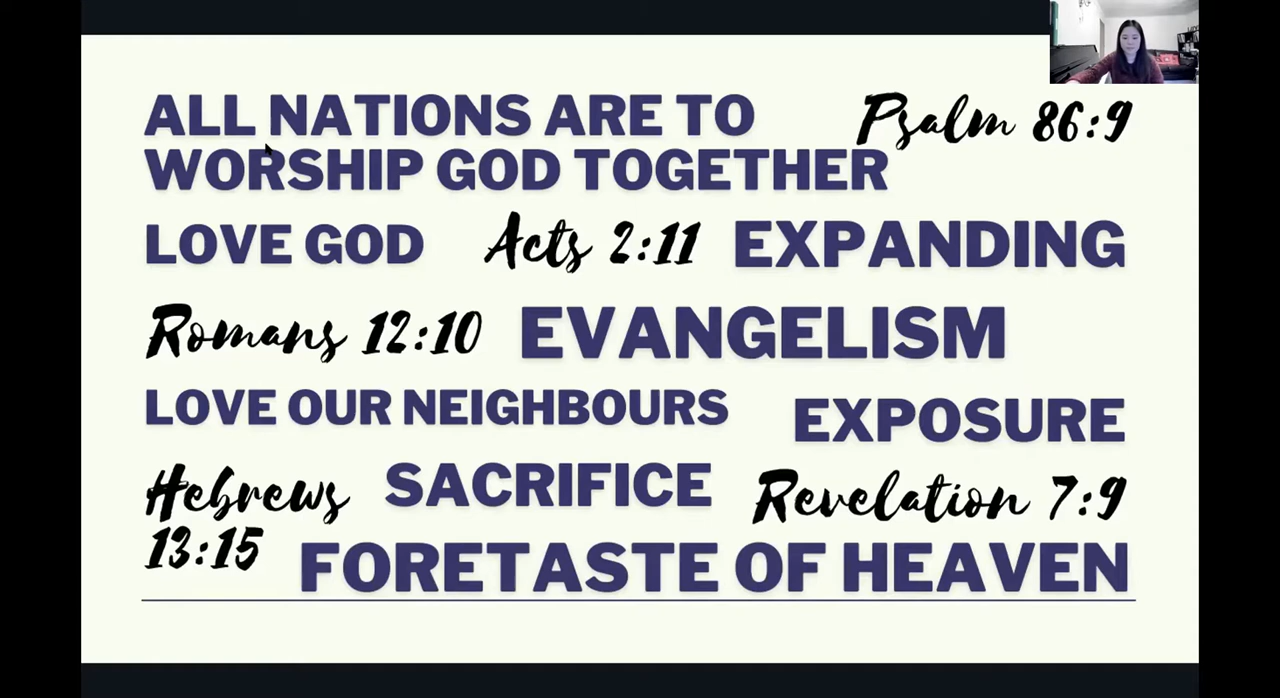 ALL NATIONS ARE TO
Psalm 86:9
WORSHIP GOD TOGETHER
LOVE GOD
Acts 2:11
EXPANDING
Romans 12:10
EVANGELISM
LOVE OUR NEIGHBOURS
EXPOSURE
Hebrews
13:15
SACRIFICE
Revelation 7:9
FORETASTE OF HEAVEN